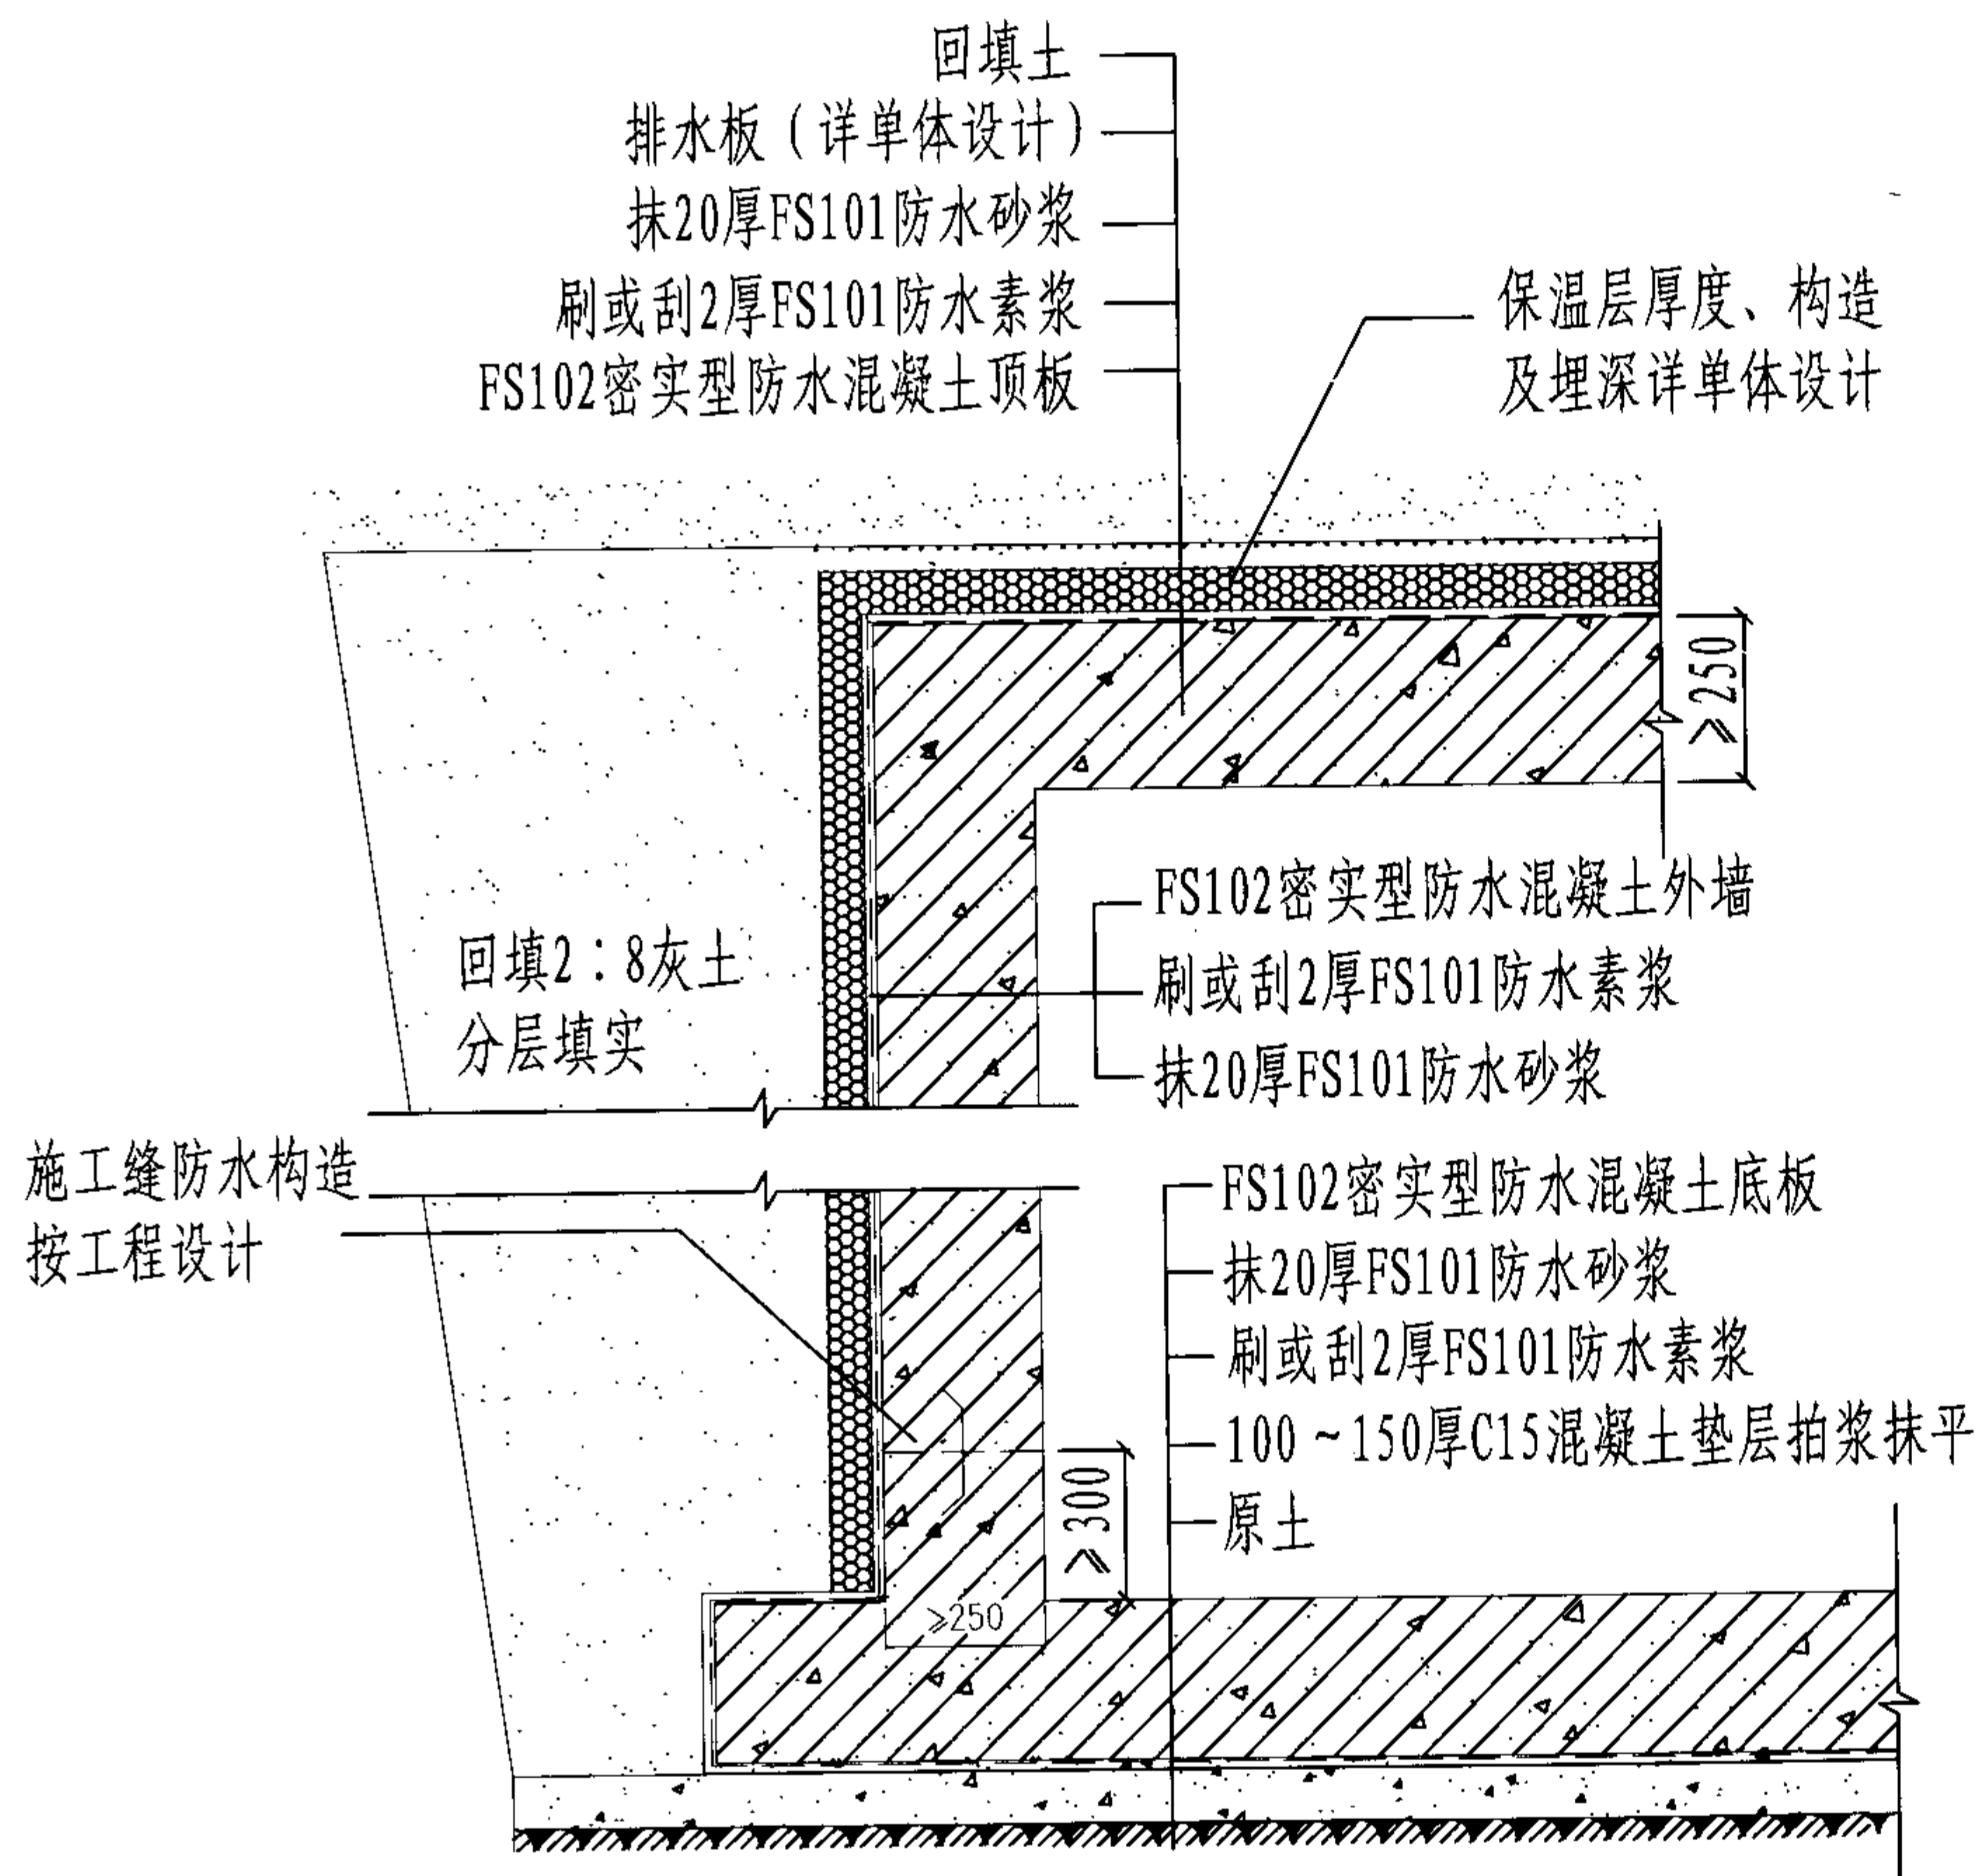 回填土
排水板（详单体设计）
抹20厚FS101防水砂浆
刷或刮2厚FS101防水素浆
FS102密实型防水混凝土顶板
保温层厚度、构造
及埋深详单体设计
≥250
FS102密实型防水混凝土外墙
刷或刮2厚FS101防水素浆
抹20厚FS101防水砂浆
回填2：8灰土
分层填实
施工缝防水构造
按工程设计
FS102密实型防水混凝土底板
抹20厚FS101防水砂浆
刷或刮2厚FS101防水素浆
100～150厚C15混凝土垫层拍浆抹平
原土
≥300
≥250